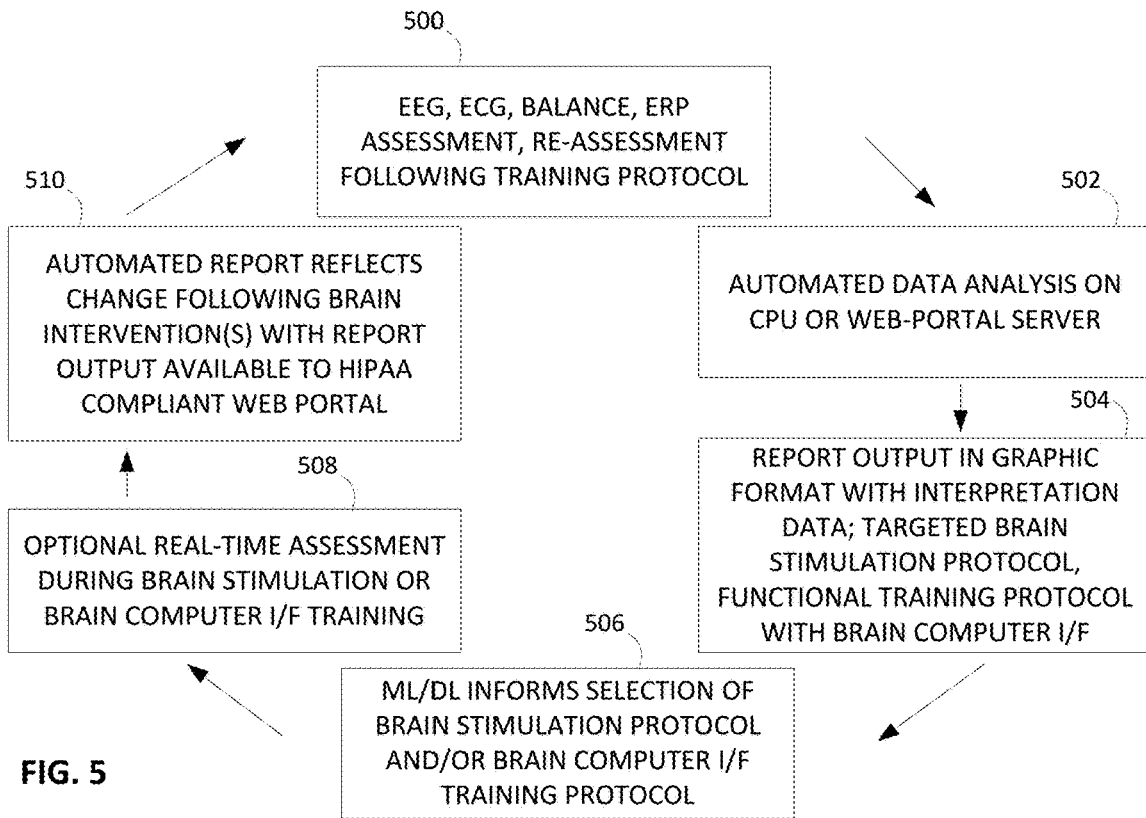 500
EEG, ECG, BALANCE, ERP
ASSESSMENT, RE-ASSESSMENT
FOLLOWING TRAINING PROTOCOL
502
AUTOMATED DATA ANALYSIS ON
CPU OR WEB-PORTAL SERVER
504
REPORT OUTPUT IN GRAPHIC
FORMAT WITH INTERPRETATION
DATA; TARGETED BRAIN
STIMULATION PROTOCOL,
FUNCTIONAL TRAINING PROTOCOL
WITH BRAIN COMPUTER I/F
506
ML/DL INFORMS SELECTION OF
BRAIN STIMULATION PROTOCOL
AND/OR BRAIN COMPUTER I/F
TRAINING PROTOCOL
508
OPTIONAL REAL-TIME ASSESSMENT
DURING BRAIN STIMULATION OR
BRAIN COMPUTER I/F TRAINING
510
AUTOMATED REPORT REFLECTS
CHANGE FOLLOWING BRAIN
INTERVENTION(S) WITH REPORT
OUTPUT AVAILABLE TO HIPAA
COMPLIANT WEB PORTAL
FIG. 5